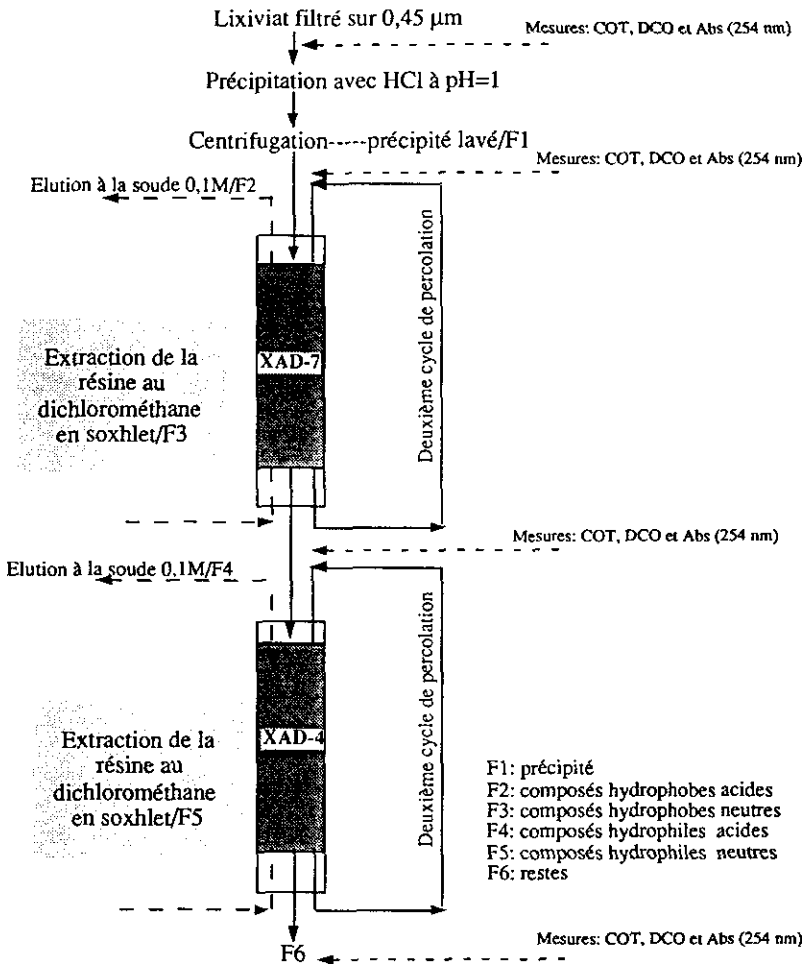 Lixiviat filtré sur 0,45 µm
Mesures: COT, DCO et Abs (254 nm)
Précipitation avec HCl à pH=1
Centrifugation-----précipité lavé/F1
Mesures: COT, DCO et Abs (254 nm)
Elution à la soude 0,1M/F2
Deuxième cycle de percolation
XAD-7
Extraction de la
résine au
dichlorométhane
en soxhlet/F3
Mesures: COT, DCO et Abs (254 nm)
Elution à la soude 0,1M/F4
Deuxième cycle de percolation
XAD-4
Extraction de la
résine au
dichlorométhane
en soxhlet/F5
F1: précipité
F2: composés hydrophobes acides
F3: composés hydrophobes neutres
F4: composés hydrophiles acides
F5: composés hydrophiles neutres
F6: restes
Mesures: COT, DCO et Abs (254 nm)
F6